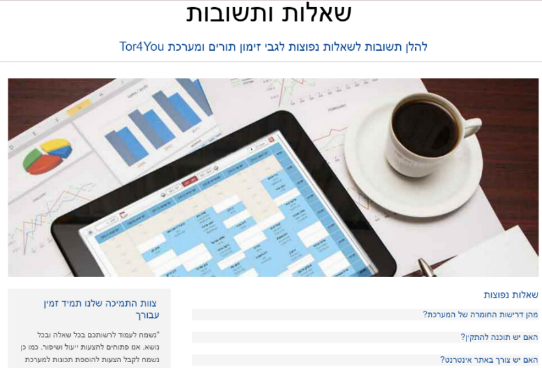 שאלות ותשובות
להלן תשובות לשאלות נפוצות לגבי זימון תורים ומערכת Tor4You
שאלות נפוצות
מהן דרישות החומרה של המערכת?
האם יש תוכנה להתקין?
האם יש צורך באתר אינטרנט?
צוות התמיכה שלנו תמיד זמין
עבורך
"נשמח לעמוד לרשותכם בכל שאלה ובכל
נושא. אנו פתוחים להצעות ייעול ושיפור. כמו כן
נשמח לקבל הצעות להוספת תכונות למערכת